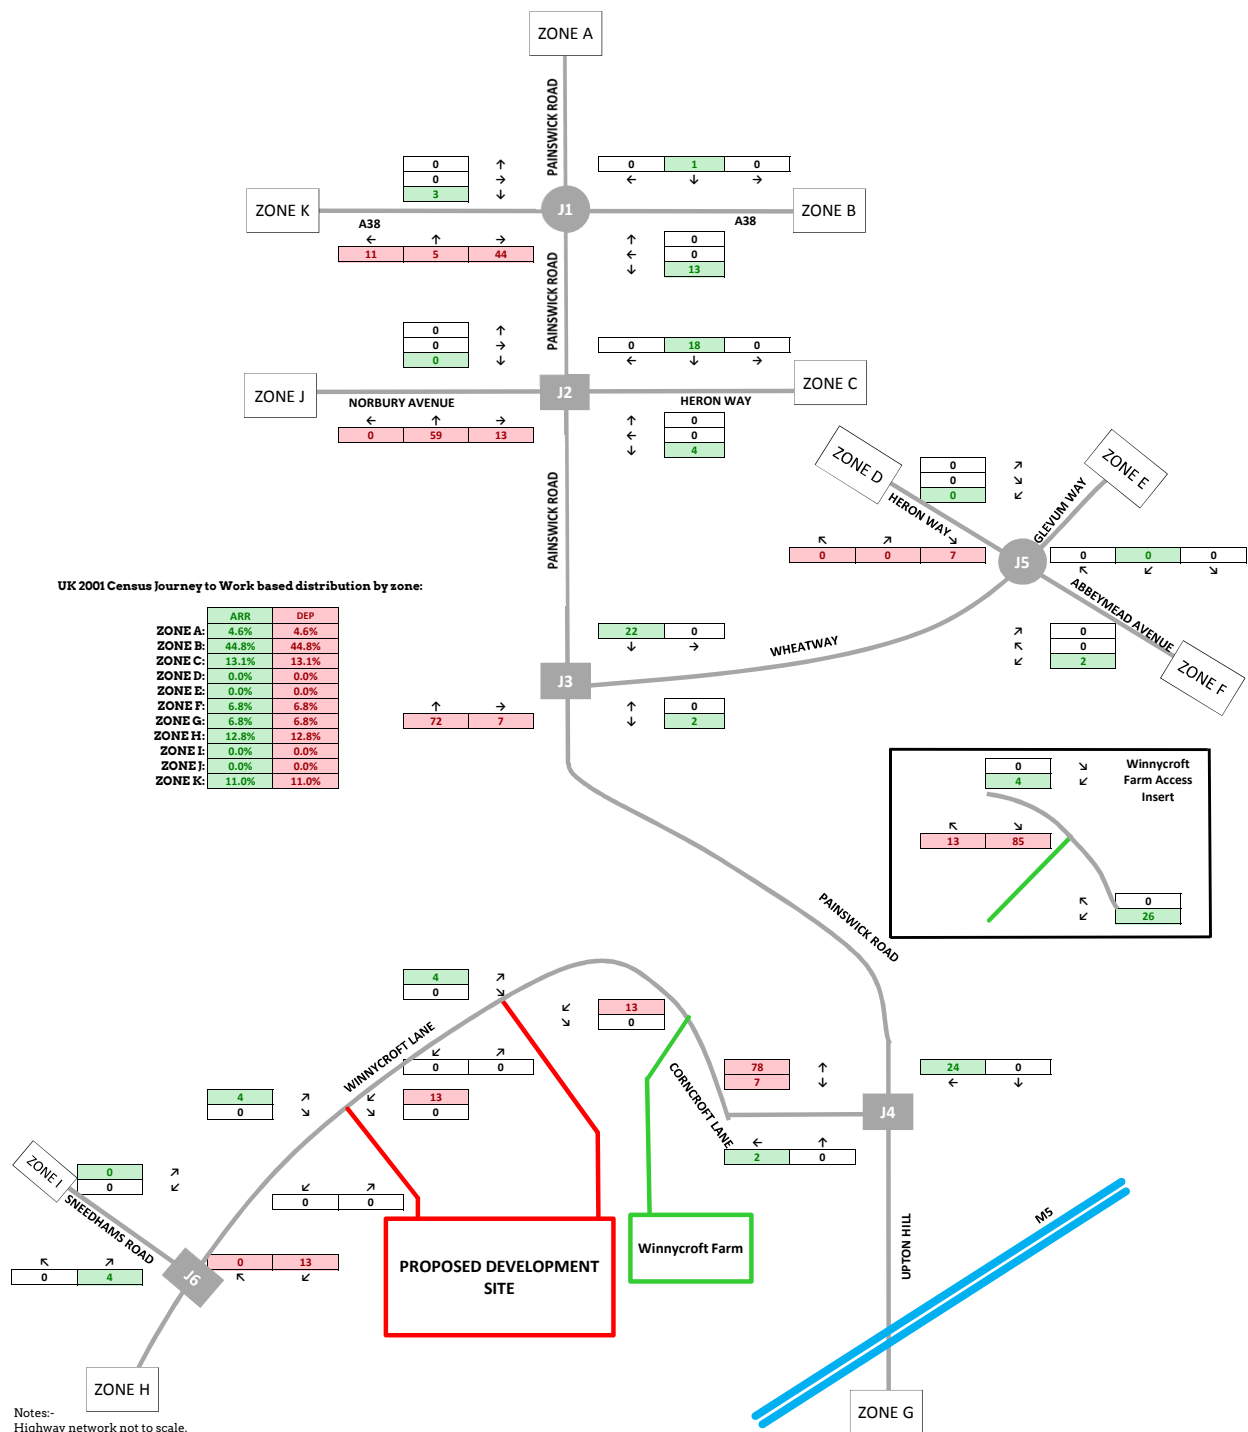 ZONE A
PAINSWICK ROAD
0 ↑
0 →
3 ↓
0 1 0
← ↓ →
ZONE K
J1
ZONE B
A38
A38
← ↑ →
11 5 44
↑ 0
← 0
↓ 13
PAINSWICK ROAD
0 ↑
0 →
0 ↓
0 18 0
← ↓ →
ZONE J
J2
ZONE C
NORBURY AVENUE
HERON WAY
← ↑ →
0 59 13
↑ 0
← 0
↓ 4
PAINSWICK ROAD
ZONE D
0 ↗
0 ↘
0 ↙
ZONE E
HERON WAY
GLEVUM WAY
↖ ↗ ↘
0 0 7
J5
0 0 0
↖ ↙ ↘
ABBEYMEAD AVENUE
↗ 0
↖ 0
↙ 2
ZONE F
UK 2001 Census Journey to Work based distribution by zone:
ARR DEP
ZONE A: 4.6% 4.6%
ZONE B: 44.8% 44.8%
ZONE C: 13.1% 13.1%
ZONE D: 0.0% 0.0%
ZONE E: 0.0% 0.0%
ZONE F: 6.8% 6.8%
ZONE G: 6.8% 6.8%
ZONE H: 12.8% 12.8%
ZONE I: 0.0% 0.0%
ZONE J: 0.0% 0.0%
ZONE K: 11.0% 11.0%
22 0
↓ →
WHEATWAY
J3
↑ →
72 7
↑ 0
↓ 2
0 ↘
4 ↙
Winnycroft
Farm Access
Insert
↖ ↘
13 85
↖ 0
↙ 26
PAINSWICK ROAD
4 ↗
0 ↘
↙ 13
↘ 0
WINNYCROFT LANE
↙ ↗
0 0
CORNCROFT LANE
78 ↑
7 ↓
24 0
← ↓
J4
← ↑
2 0
4 ↗
0 ↘
↙ 13
↘ 0
ZONE I
0 ↗
0 ↙
SNEEDHAMS ROAD
↙ ↗
0 0
↖ ↗
0 4
J6
0 13
↖ ↙
PROPOSED DEVELOPMENT
SITE
Winnycroft Farm
UPTON HILL
M5
ZONE H
ZONE G
Notes:-
Highway network not to scale.